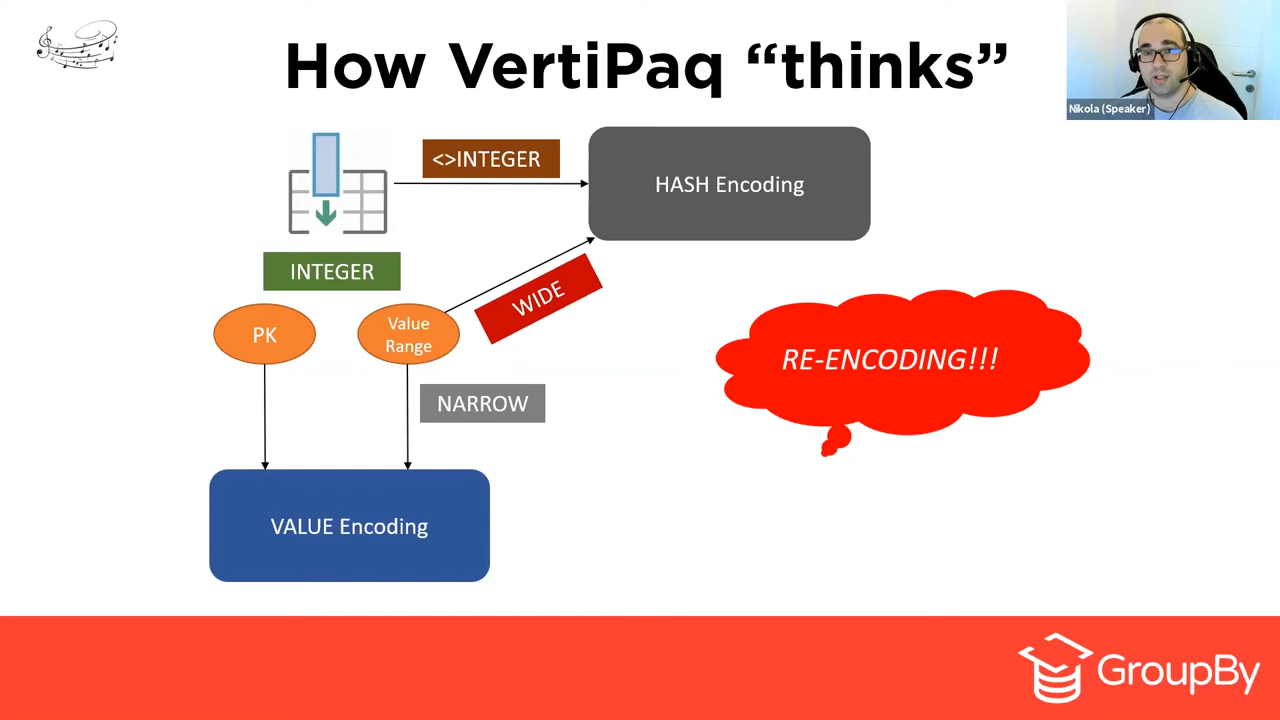 How VertiPaq “thinks”
Nikola (Speaker)
<>INTEGER
HASH Encoding
INTEGER
WIDE
PK
Value
Range
RE-ENCODING!!!
NARROW
VALUE Encoding
GroupBy